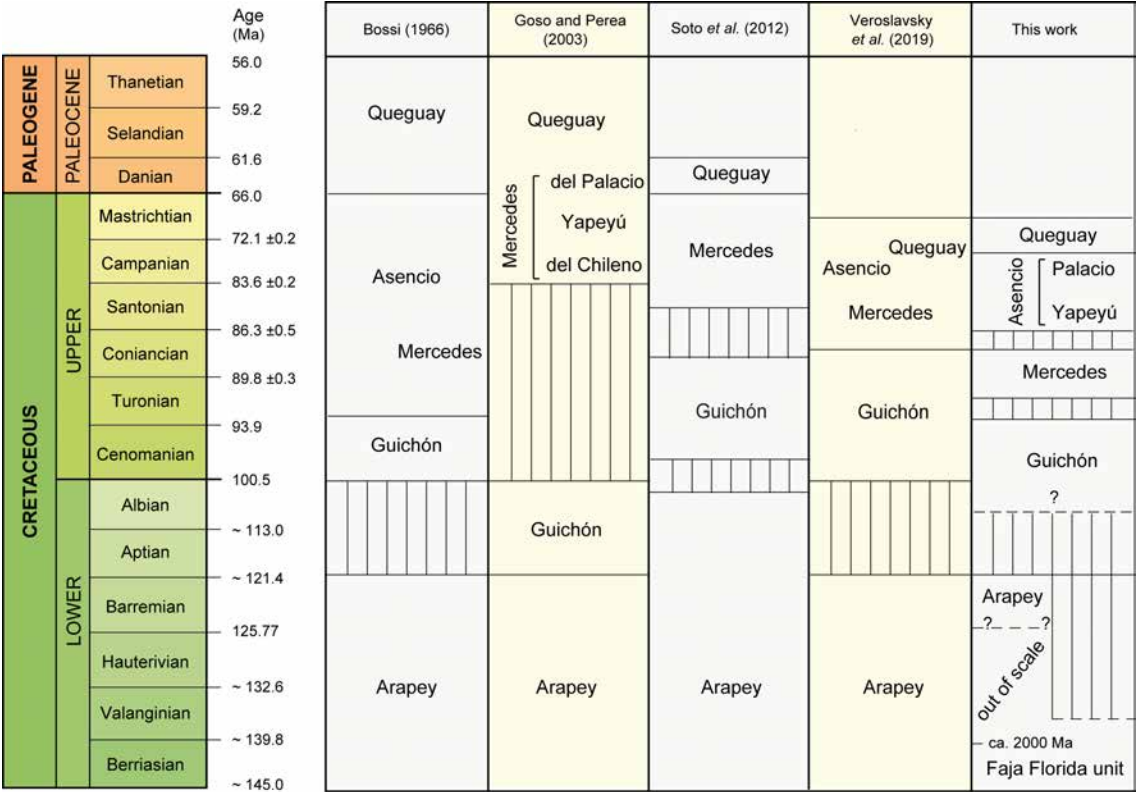 Age
(Ma)
Bossi (1966)
Goso and Perea
(2003)
Soto et al. (2012)
Veroslavsky
et al. (2019)
This work
PALEOGENE
PALEOCENE
Thanetian
Selandian
Danian
CRETACEOUS
UPPER
Mastrichtian
Campanian
Santonian
Coniancian
Turonian
Cenomanian
LOWER
Albian
Aptian
Barremian
Hauterivian
Valanginian
Berriasian
56.0
59.2
61.6
66.0
72.1 ±0.2
83.6 ±0.2
86.3 ±0.5
89.8 ±0.3
93.9
100.5
~ 113.0
~ 121.4
125.77
~ 132.6
~ 139.8
~ 145.0
Queguay
Asencio
Mercedes
Guichón
Arapey
Queguay
Mercedes
del Palacio
Yapeyú
del Chileno
Guichón
Arapey
Queguay
Mercedes
Guichón
Arapey
Queguay
Asencio
Mercedes
Guichón
Arapey
Queguay
Asencio
Palacio
Yapeyú
Mercedes
Guichón
?
Arapey
? ?
out of scale
ca. 2000 Ma
Faja Florida unit